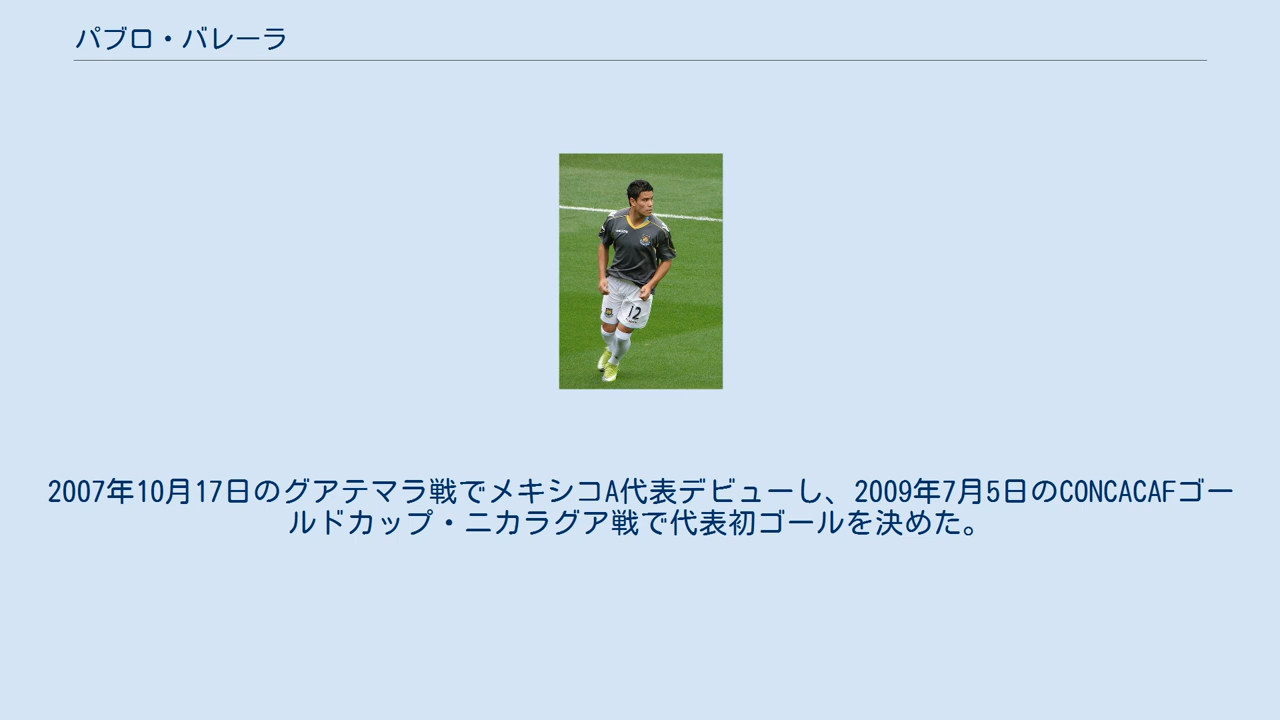 パブロ・バレーラ
12
2007年10月17日のグアテマラ戦でメキシコA代表デビューし、2009年7月5日のCONCACAFゴー
ルドカップ・ニカラグア戦で代表初ゴールを決めた。